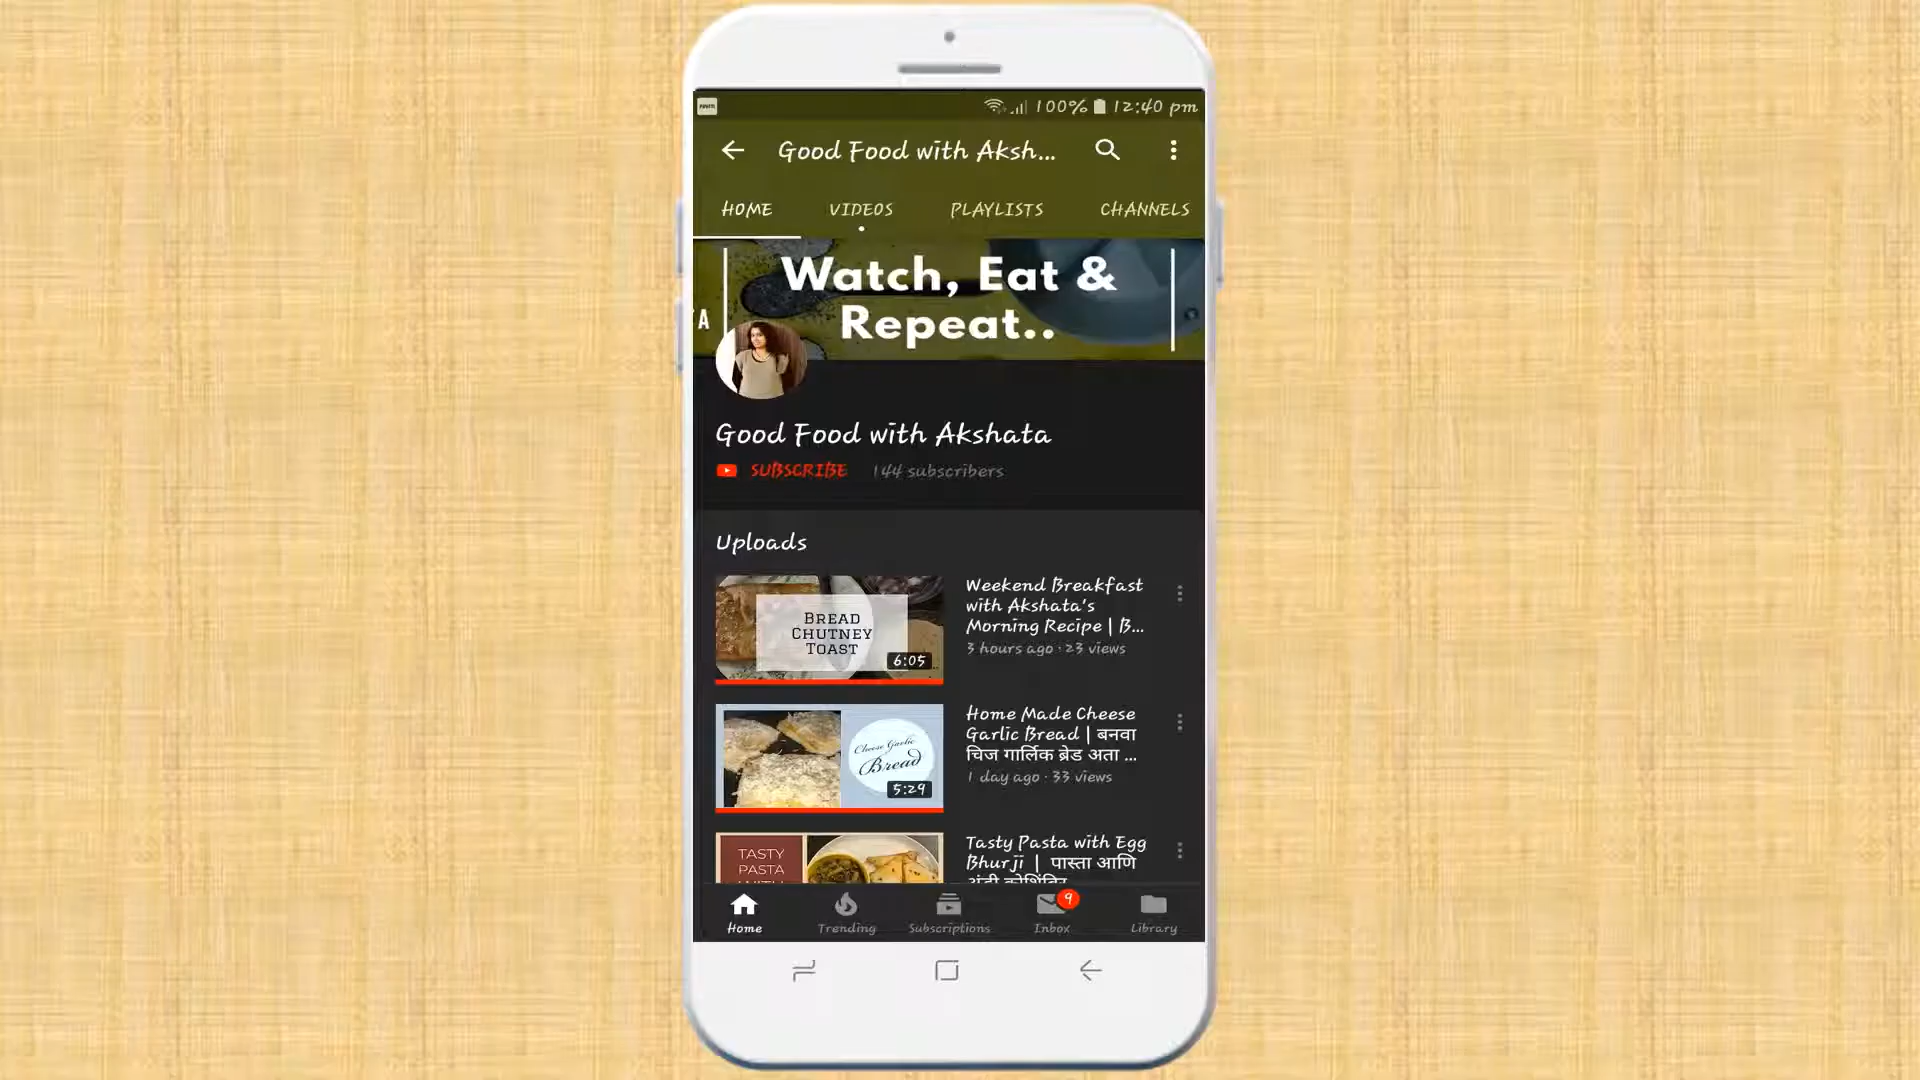 100% 12:40 pm
Good Food with Aksh...
HOME VIDEOS PLAYLISTS CHANNELS
Watch, Eat &
Repeat..
A
Good Food with Akshata
SUBSCRIBE 144 subscribers
Uploads
BREAD
CHUTNEY
TOAST
6:05
Weekend Breakfast
with Akshata's
Morning Recipe | B...
3 hours ago · 23 views
Cheese Garlic
Bread
5:29
Home Made Cheese
Garlic Bread | बनवा
चिज गार्लिक ब्रेड अता ...
1 day ago · 33 views
TASTY
PASTA
WITH
Tasty Pasta with Egg
Bhurji | पास्ता आणि
अंडी कोशिंबिर
9
Home Trending Subscriptions Inbox Library